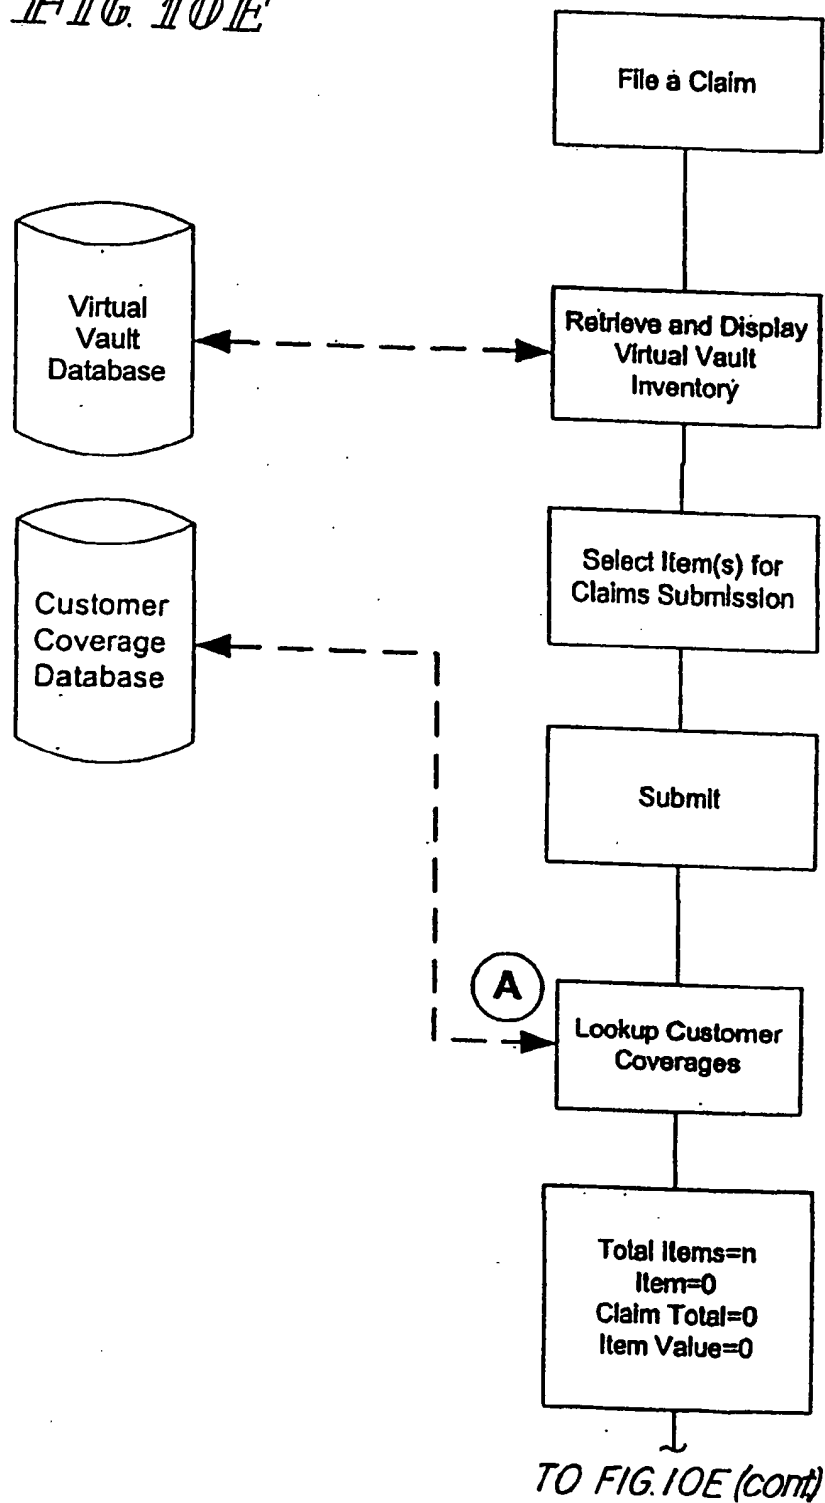 FIG. 10E
File a Claim
Virtual
Vault
Database
Retrieve and Display
Virtual Vault
Inventory
Customer
Coverage
Database
Select Item(s) for
Claims Submission
Submit
A
Lookup Customer
Coverages
Total Items=n
Item=0
Claim Total=0
Item Value=0
TO FIG.10E (cont)